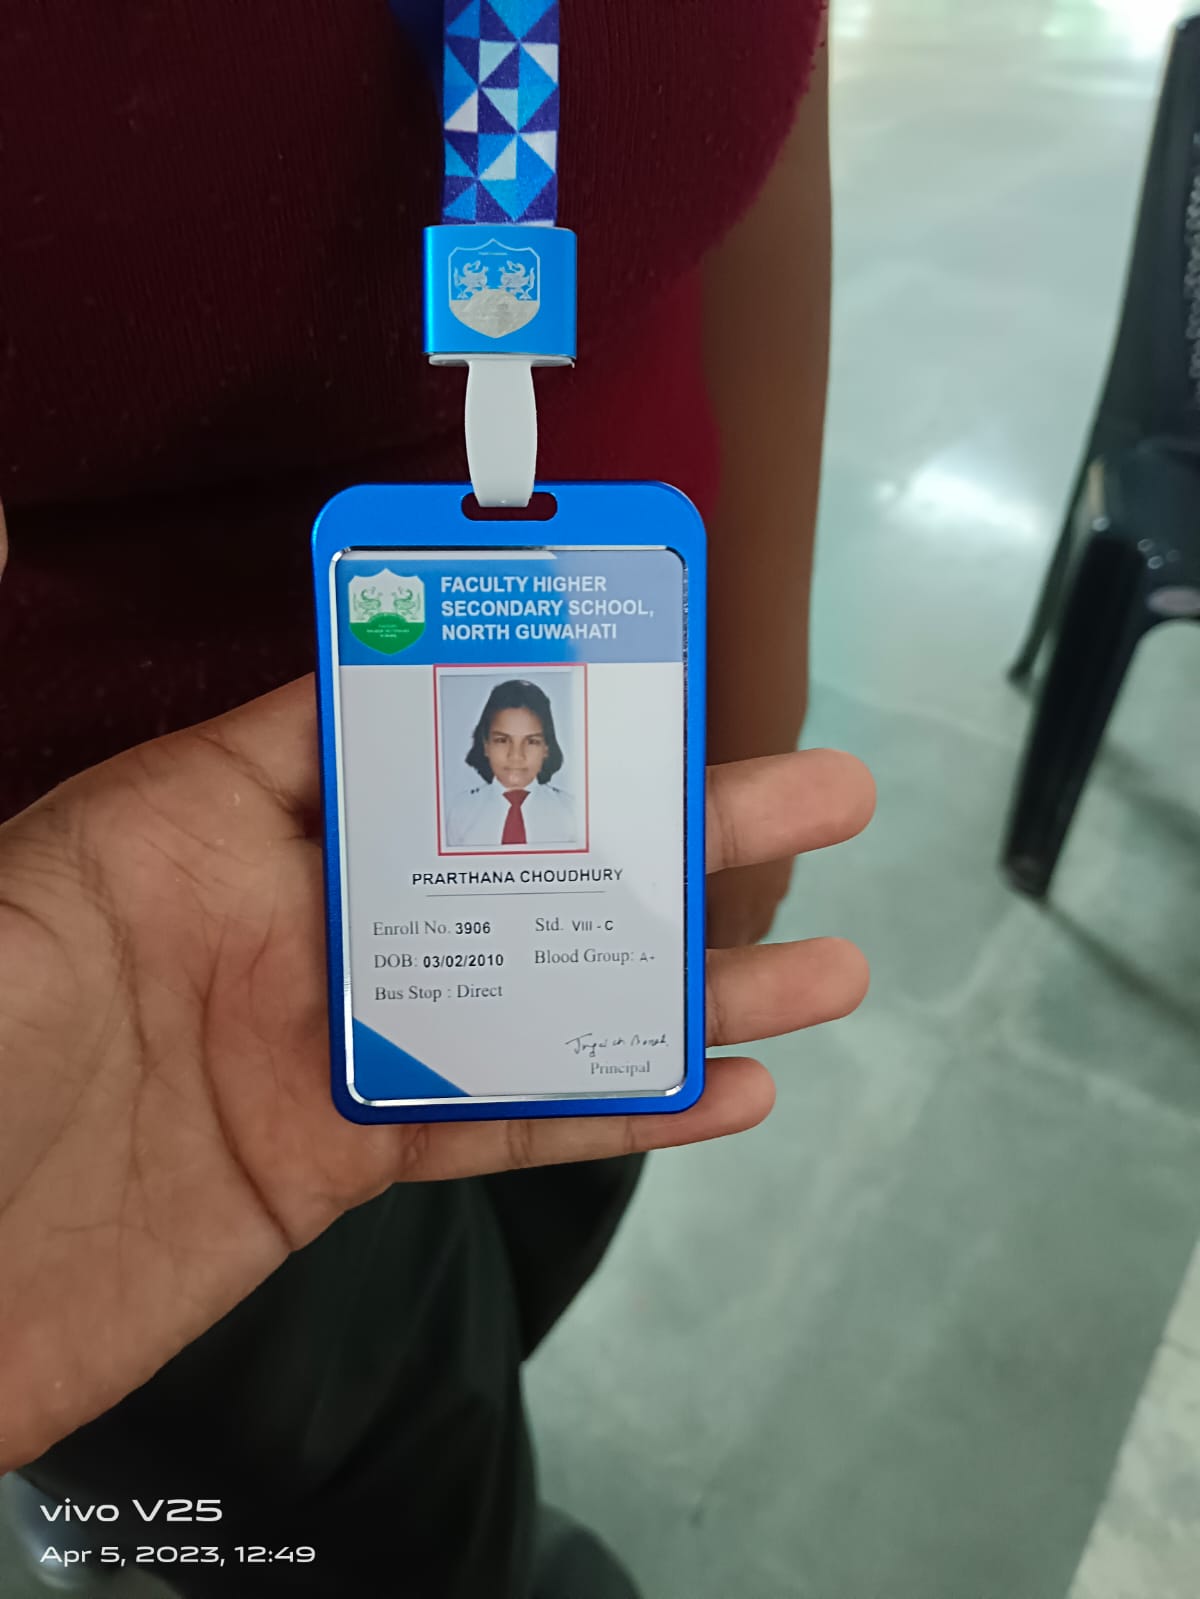 FACULTY HIGHER
SECONDARY SCHOOL,
NORTH GUWAHATI
PRARTHANA CHOUDHURY
Enroll No. 3906 Std. VIII - C
DOB: 03/02/2010 Blood Group: A+
Bus Stop : Direct
Principal
vivo V25
Apr 5, 2023, 12:49